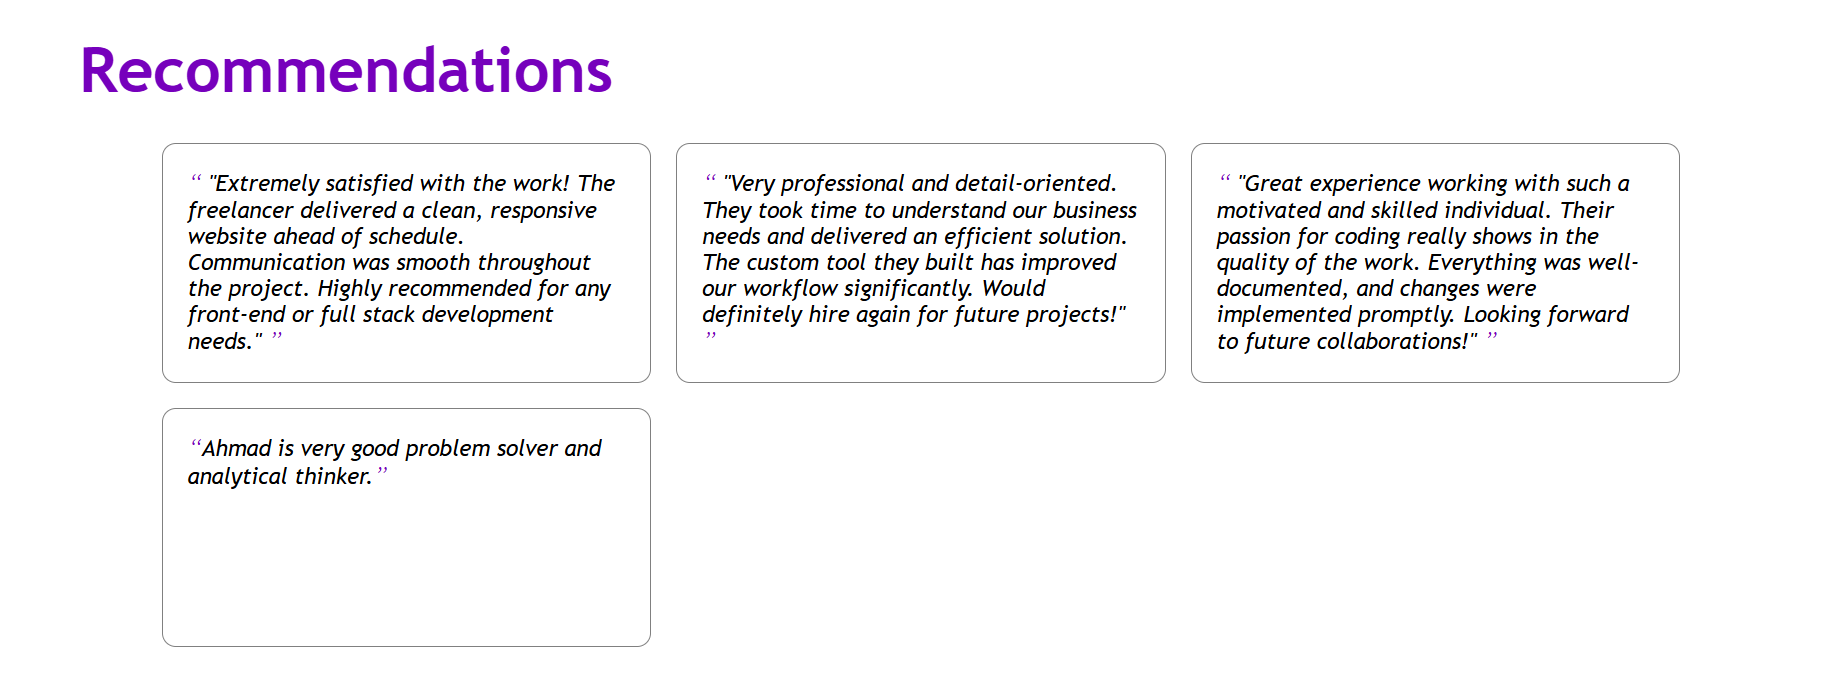 Recommendations
“ "Extremely satisfied with the work! The
freelancer delivered a clean, responsive
website ahead of schedule.
Communication was smooth throughout
the project. Highly recommended for any
front-end or full stack development
needs." ”
“ "Very professional and detail-oriented.
They took time to understand our business
needs and delivered an efficient solution.
The custom tool they built has improved
our workflow significantly. Would
definitely hire again for future projects!"
”
“ "Great experience working with such a
motivated and skilled individual. Their
passion for coding really shows in the
quality of the work. Everything was well-
documented, and changes were
implemented promptly. Looking forward
to future collaborations!" ”
“Ahmad is very good problem solver and
analytical thinker.”